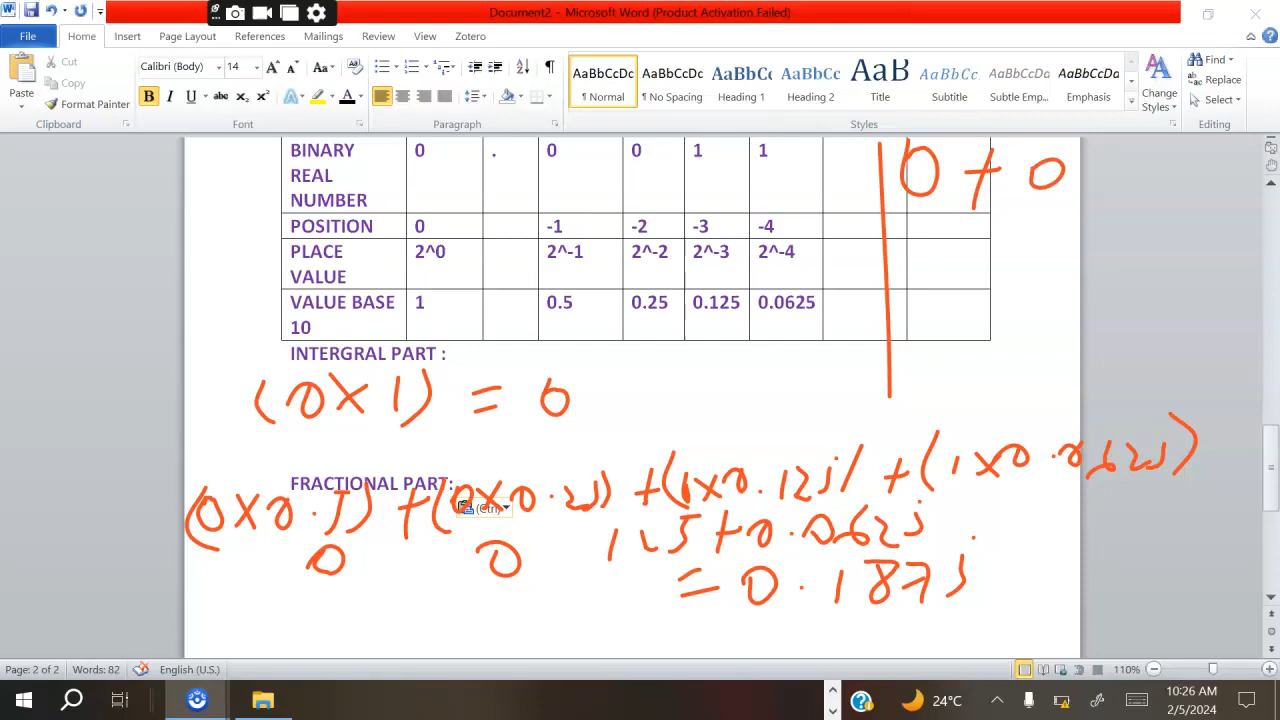 Document2 - Microsoft Word (Product Activation Failed)
File Home Insert Page Layout References Mailings Review View Zotero
Paste Cut Copy Format Painter
Calibri (Body) 14
AaBbCcDc AaBbCcDc AaBbC AaBbCc AaB AaBbCc. AaBbCcDc AaBbCcDc
¶ Normal ¶ No Spacing Heading 1 Heading 2 Title Subtitle Subtle Emp... Emphasis
Change Styles
Find Replace Select
Clipboard Font Paragraph Styles Editing
BINARY REAL NUMBER 0 . 0 0 1 1
0 + 0
POSITION 0 -1 -2 -3 -4
PLACE VALUE 2^0 2^-1 2^-2 2^-3 2^-4
VALUE BASE 10 1 0.5 0.25 0.125 0.0625
INTERGRAL PART :
(0 x 1) = 0
FRACTIONAL PART:
(0 x 0.5) + (0 x 0.25) + (1 x 0.125) + (1 x 0.0625)
(Ctrl)
0 0 125 + 0.0625
= 0.1875
Page: 2 of 2 Words: 82 English (U.S.) 110%
24°C
10:26 AM
2/5/2024